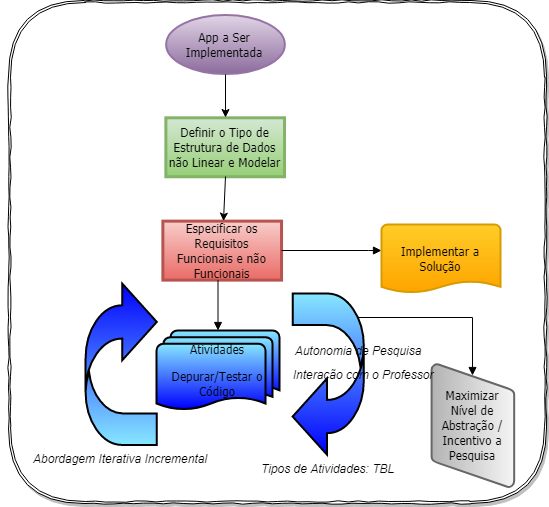 App a Ser
Implementada
Definir o Tipo de
Estrutura de Dados
não Linear e Modelar
Especificar os
Requisitos
Funcionais e não
Funcionais
Implementar a
Solução
Atividades
Depurar/Testar o
Código
Autonomia de Pesquisa
Interação com o Professor
Maximizar
Nível de
Abstração /
Incentivo a
Pesquisa
Abordagem Iterativa Incremental
Tipos de Atividades: TBL